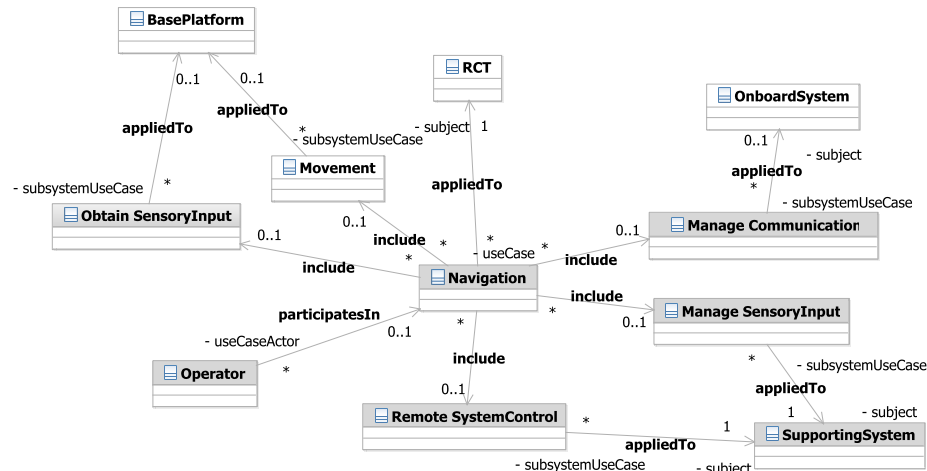 BasePlatform
0..1
0..1
appliedTo
appliedTo
*
- subsystemUseCase
RCT
- subject 1
appliedTo
OnboardSystem
0..1
- subject
appliedTo
*
- subsystemUseCase
Movement
- subsystemUseCase
*
Obtain SensoryInput
0..1
0..1
include
*
*
include
*
- useCase
*
include
0..1
Manage Communication
Navigation
include
*
0..1
Manage SensoryInput
participatesIn
0..1
- useCaseActor
*
Operator
*
include
0..1
*
- subsystemUseCase
appliedTo
1
- subject
Remote SystemControl
*
1
appliedTo
SupportingSystem
- subsystemUseCase
- subject